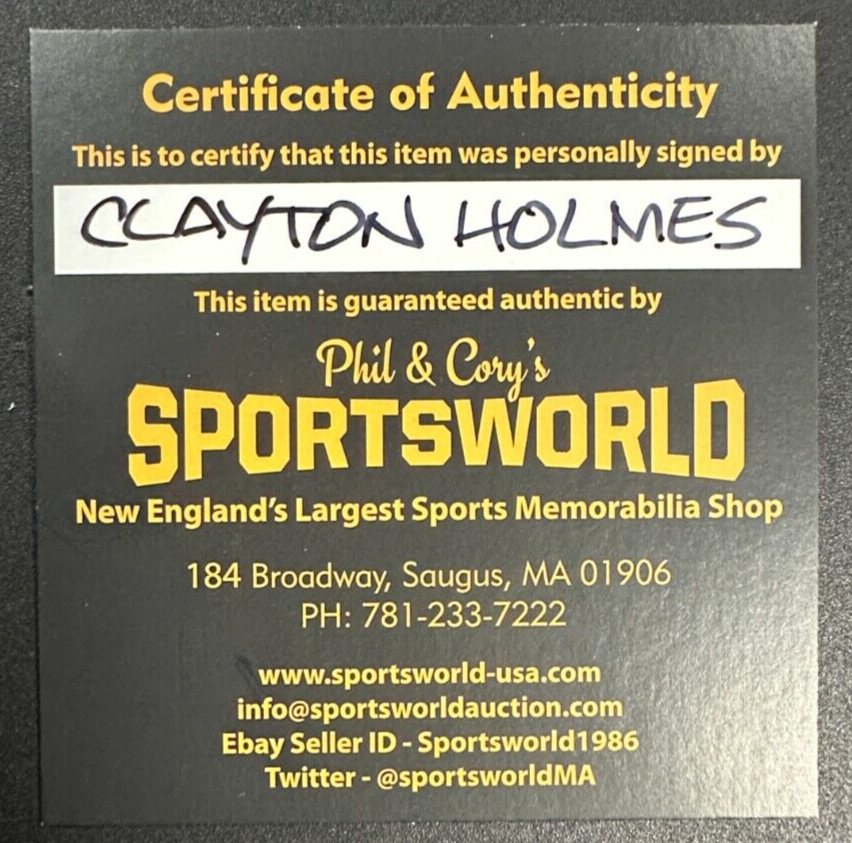 Certificate of Authenticity
This is to certify that this item was personally signed by
CLAYTON HOLMES
This item is guaranteed authentic by
Phil & Cory's
SPORTSWORLD
New England's Largest Sports Memorabilia Shop
184 Broadway, Saugus, MA 01906
PH: 781-233-7222
www.sportsworld-usa.com
info@sportsworldauction.com
Ebay Seller ID - Sportsworld1986
Twitter - @sportsworldMA